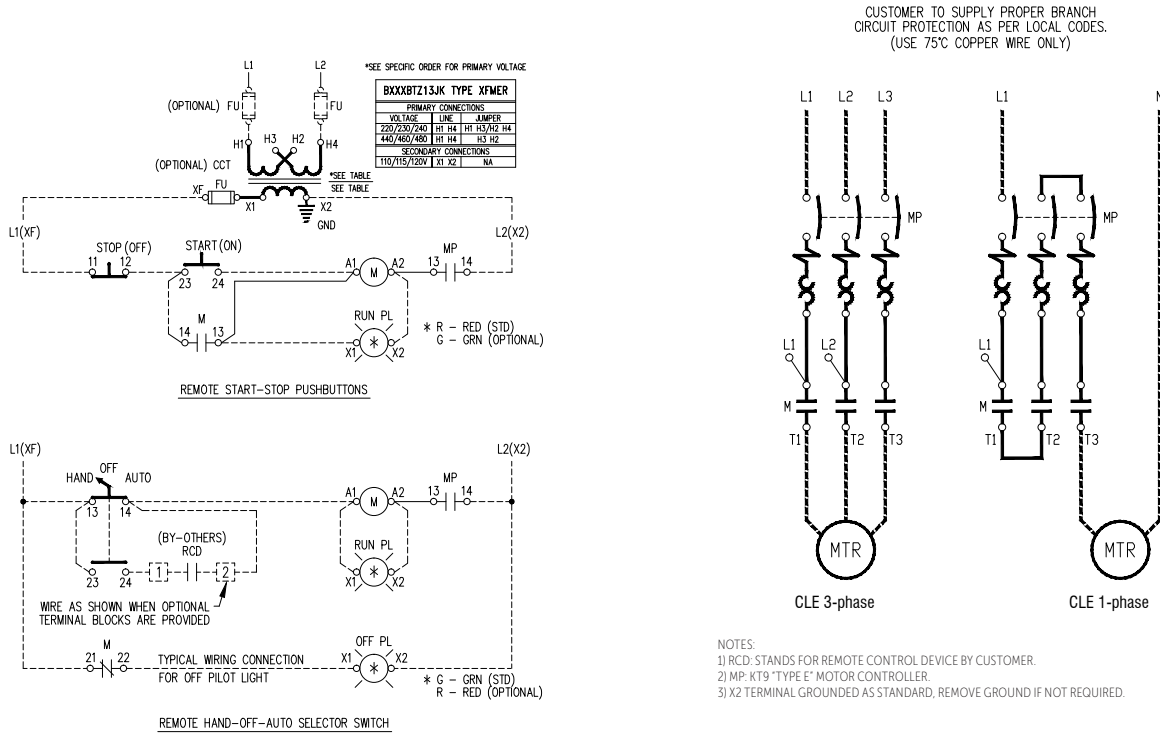 CUSTOMER TO SUPPLY PROPER BRANCH
CIRCUIT PROTECTION AS PER LOCAL CODES.
(USE 75°C COPPER WIRE ONLY)
L1 L2
*SEE SPECIFIC ORDER FOR PRIMARY VOLTAGE
(OPTIONAL) FU FU
BXXXBTZ13JK TYPE XFMER
PRIMARY CONNECTIONS
VOLTAGE LINE JUMPER
220/230/240 H1 H4 H1 H3/H2 H4
440/460/480 H1 H4 H3 H2
SECONDARY CONNECTIONS
110/115/120V X1 X2 NA
H1 H3 H2 H4
(OPTIONAL) CCT
*SEE TABLE
SEE TABLE
XF FU X1 X2
GND
L1(XF) L2(X2)
STOP(OFF) START(ON) MP
11 12 23 24 A1 M A2 13 14
M
14 13
RUN PL
X1 * X2
* R - RED (STD)
G - GRN (OPTIONAL)
REMOTE START-STOP PUSHBUTTONS
L1(XF) L2(X2)
HAND OFF AUTO
13 14 A1 M A2 MP 13 14
(BY-OTHERS)
RCD
23 24 1 2
RUN PL
X1 * X2
WIRE AS SHOWN WHEN OPTIONAL
TERMINAL BLOCKS ARE PROVIDED
M
21 22
TYPICAL WIRING CONNECTION
FOR OFF PILOT LIGHT
OFF PL
X1 * X2
* G - GRN (STD)
R - RED (OPTIONAL)
REMOTE HAND-OFF-AUTO SELECTOR SWITCH
L1 L2 L3
MP
L1 L2
M
T1 T2 T3
MTR
CLE 3-phase
L1 N
MP
L1
M
T1 T2 T3
MTR
CLE 1-phase
NOTES:
1) RCD: STANDS FOR REMOTE CONTROL DEVICE BY CUSTOMER.
2) MP: KT9 "TYPE E" MOTOR CONTROLLER.
3) X2 TERMINAL GROUNDED AS STANDARD, REMOVE GROUND IF NOT REQUIRED.